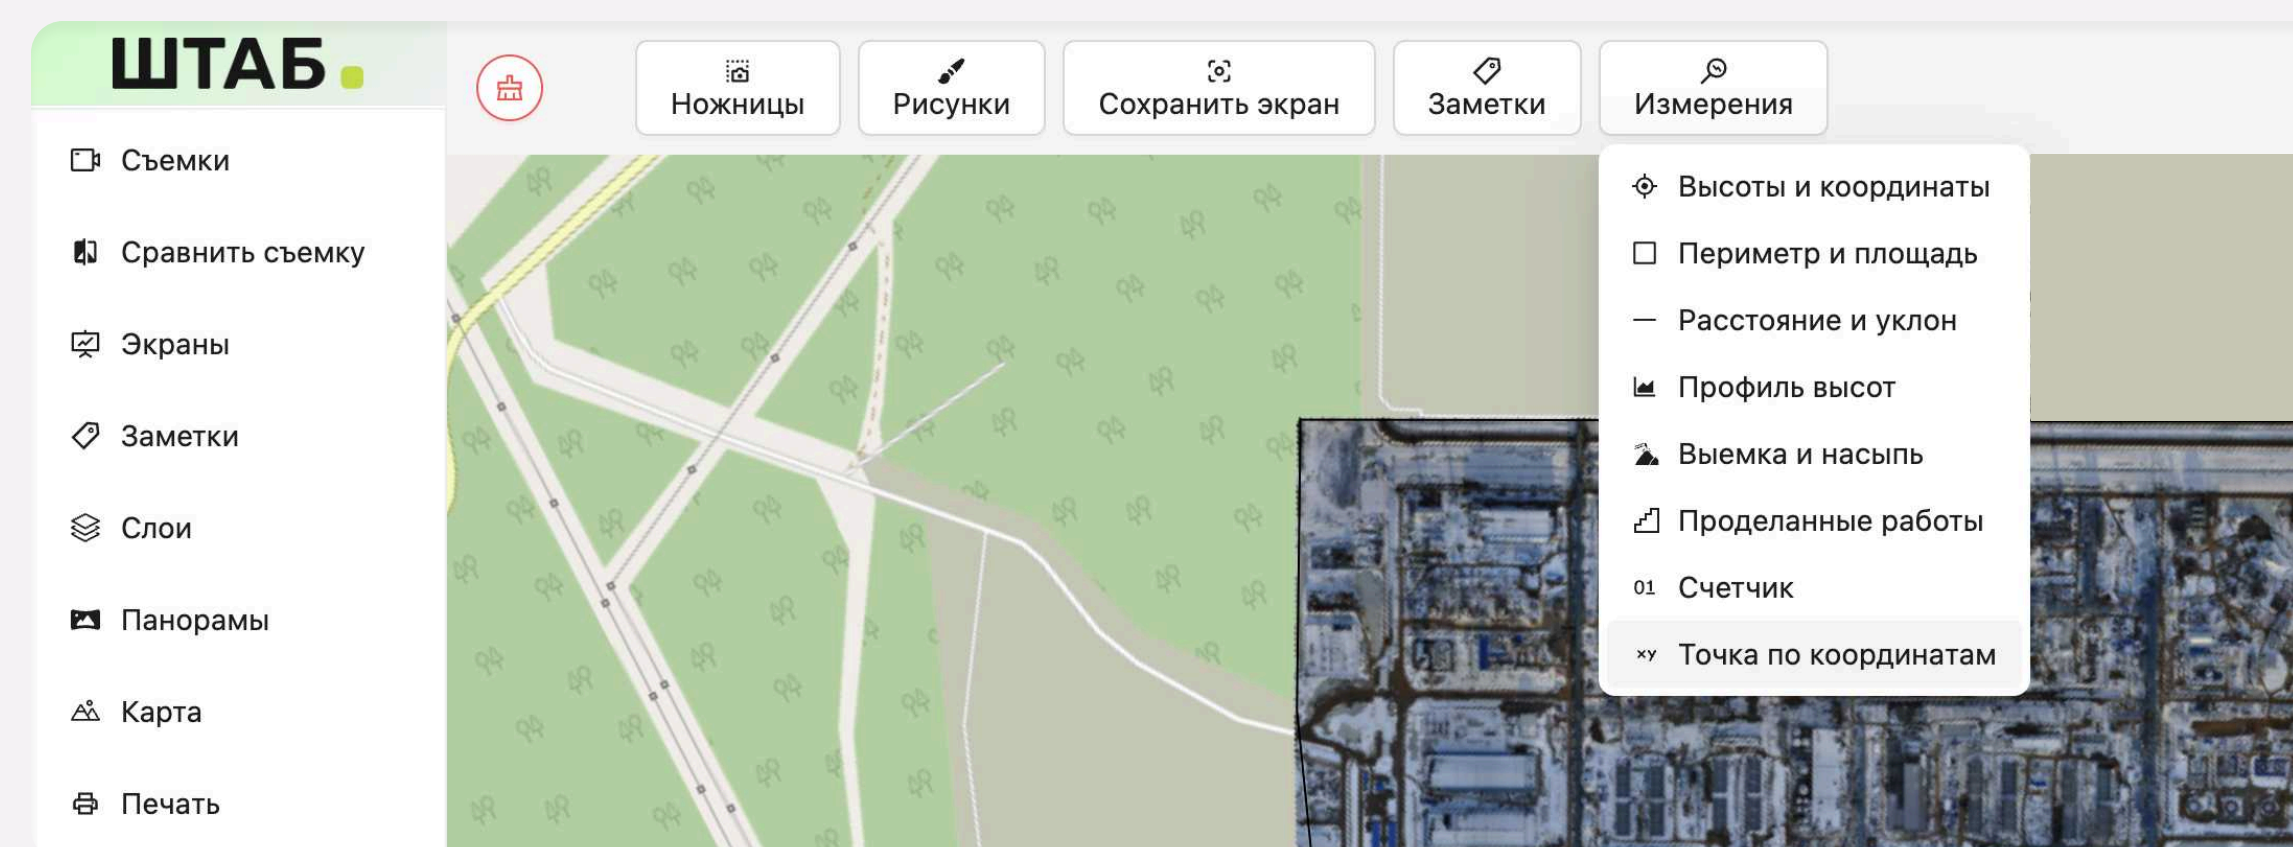 ШТАБ.
Ножницы
Рисунки
Сохранить экран
Заметки
Измерения
Съемки
Сравнить съемку
Экраны
Заметки
Слои
Панорамы
Карта
Печать
Высоты и координаты
Периметр и площадь
Расстояние и уклон
Профиль высот
Выемка и насыпь
Проделанные работы
01 Счетчик
xy Точка по координатам